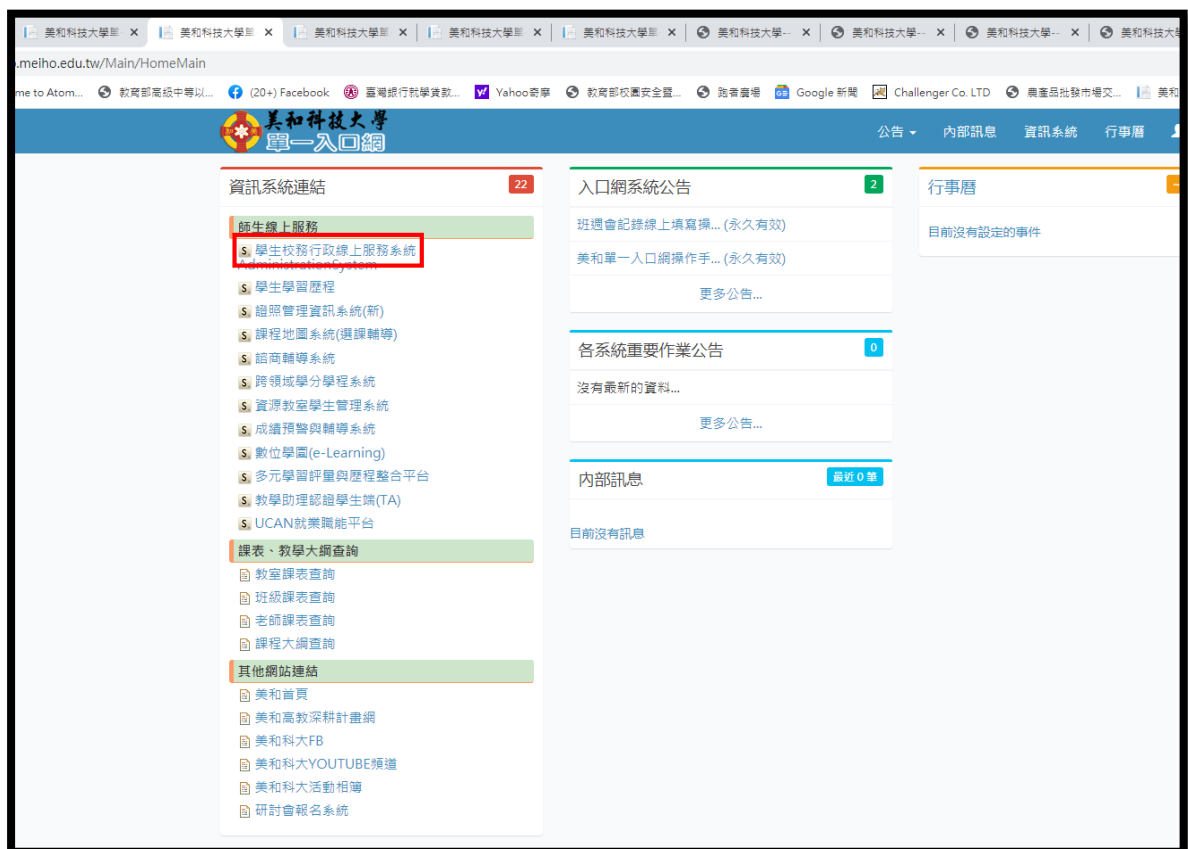 美和科技大學單 × 美和科技大學單 × 美和科技大學單 × 美和科技大學單 × 美和科技大學單 × 美和科技大學-- × 美和科技大學-- × 美和科技大學-- × 美和科技大學
.meiho.edu.tw/Main/HomeMain
me to Atom... 教育部高級中等以... (20+) Facebook 臺灣銀行就學貸款... Yahoo奇摩 教育部校園安全暨... 跑者廣場 Google 新聞 Challenger Co. LTD 農產品批發市場交... 美和
美和科技大學
單一入口網
公告 內部訊息 資訊系統 行事曆
資訊系統連結 22
師生線上服務
學生校務行政線上服務系統
AdministrationSystem
學生學習歷程
證照管理資訊系統(新)
課程地圖系統(選課輔導)
諮商輔導系統
跨領域學分學程系統
資源教室學生管理系統
成績預警與輔導系統
數位學園(e-Learning)
多元學習評量與歷程整合平台
教學助理認證學生端(TA)
UCAN就業職能平台
課表、教學大綱查詢
教室課表查詢
班級課表查詢
老師課表查詢
課程大綱查詢
其他網站連結
美和首頁
美和高教深耕計畫網
美和科大FB
美和科大YOUTUBE頻道
美和科大活動相簿
研討會報名系統
入口網系統公告 2
班週會記錄線上填寫操... (永久有效)
美和單一入口網操作手... (永久有效)
更多公告...
各系統重要作業公告 0
沒有最新的資料...
更多公告...
內部訊息 最近 0 筆
目前沒有訊息
行事曆
目前沒有設定的事件